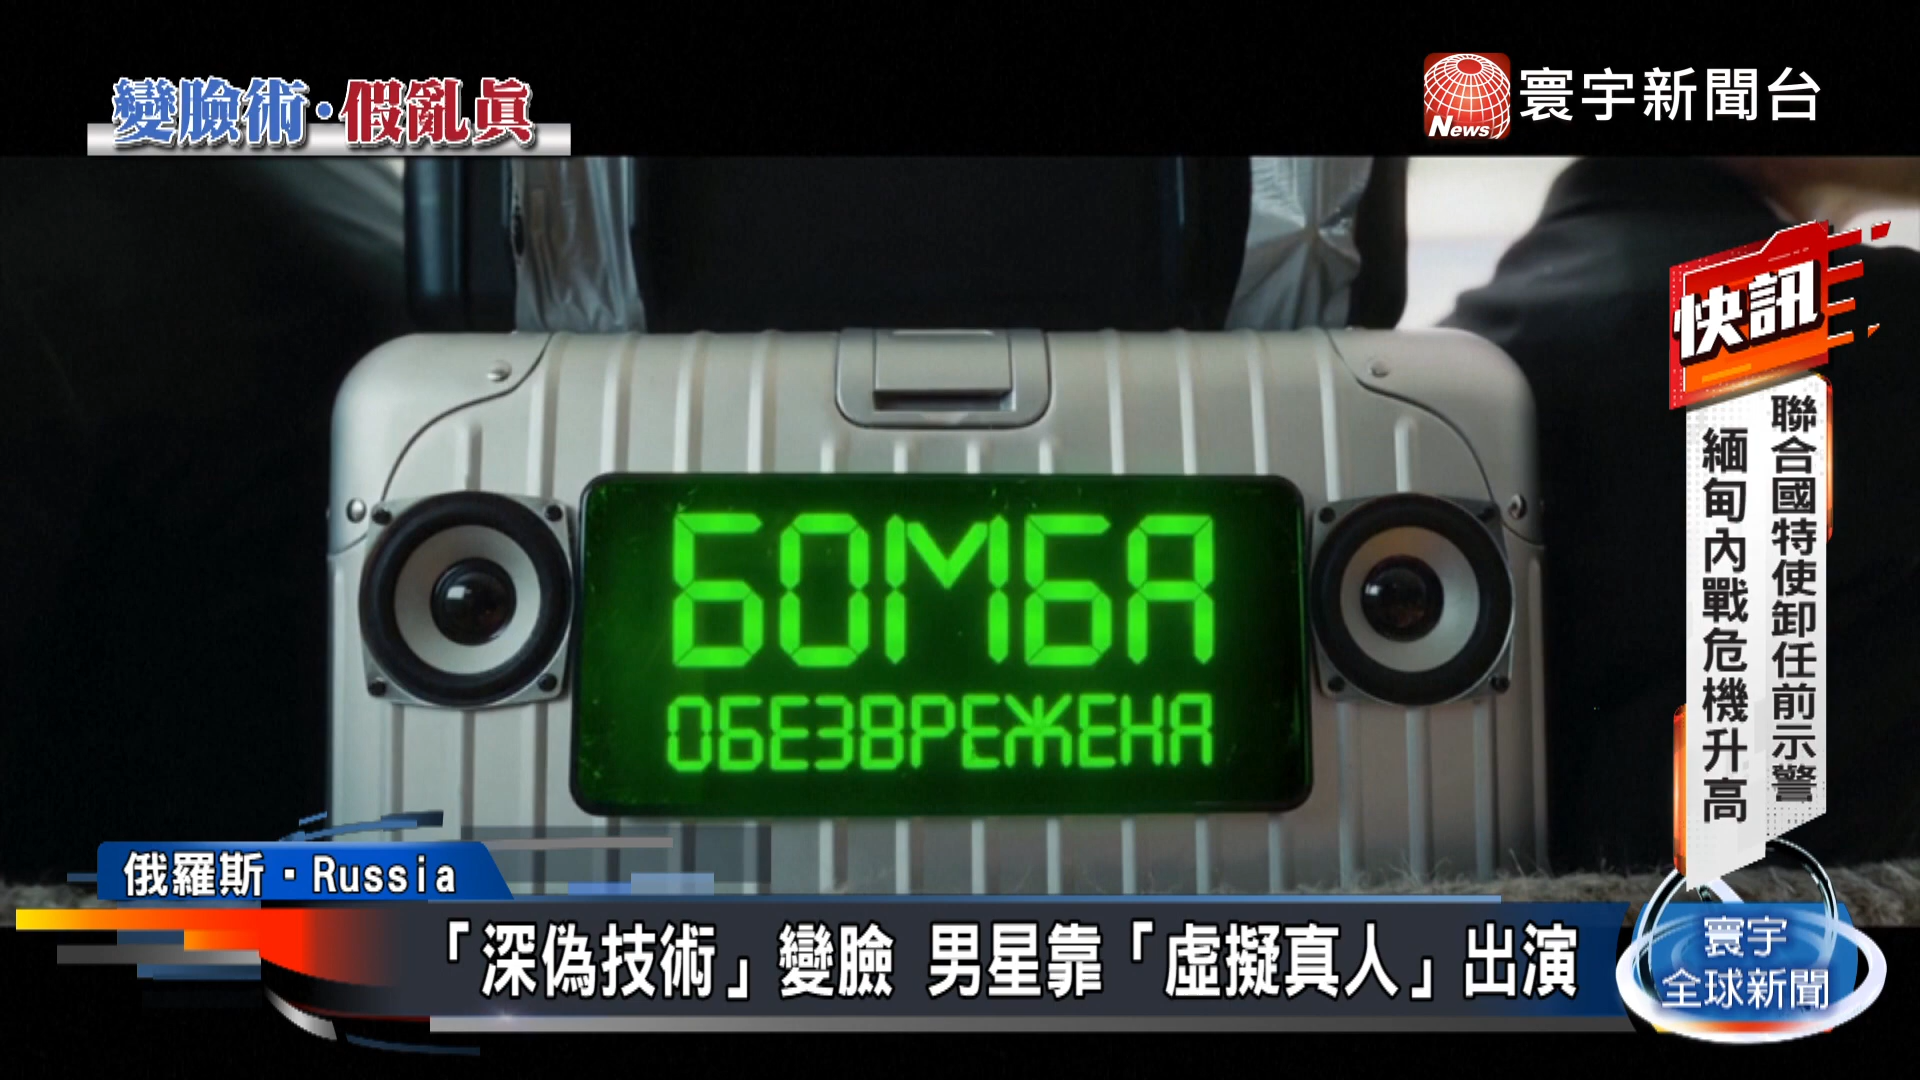 變臉術·假亂真
News
寰宇新聞台
快訊
聯合國特使卸任前示警
緬甸內戰危機升高
БОМБА
ОБЕЗВРЕЖЕНА
俄羅斯·Russia
「深偽技術」變臉 男星靠「虛擬真人」出演
寰宇
全球新聞